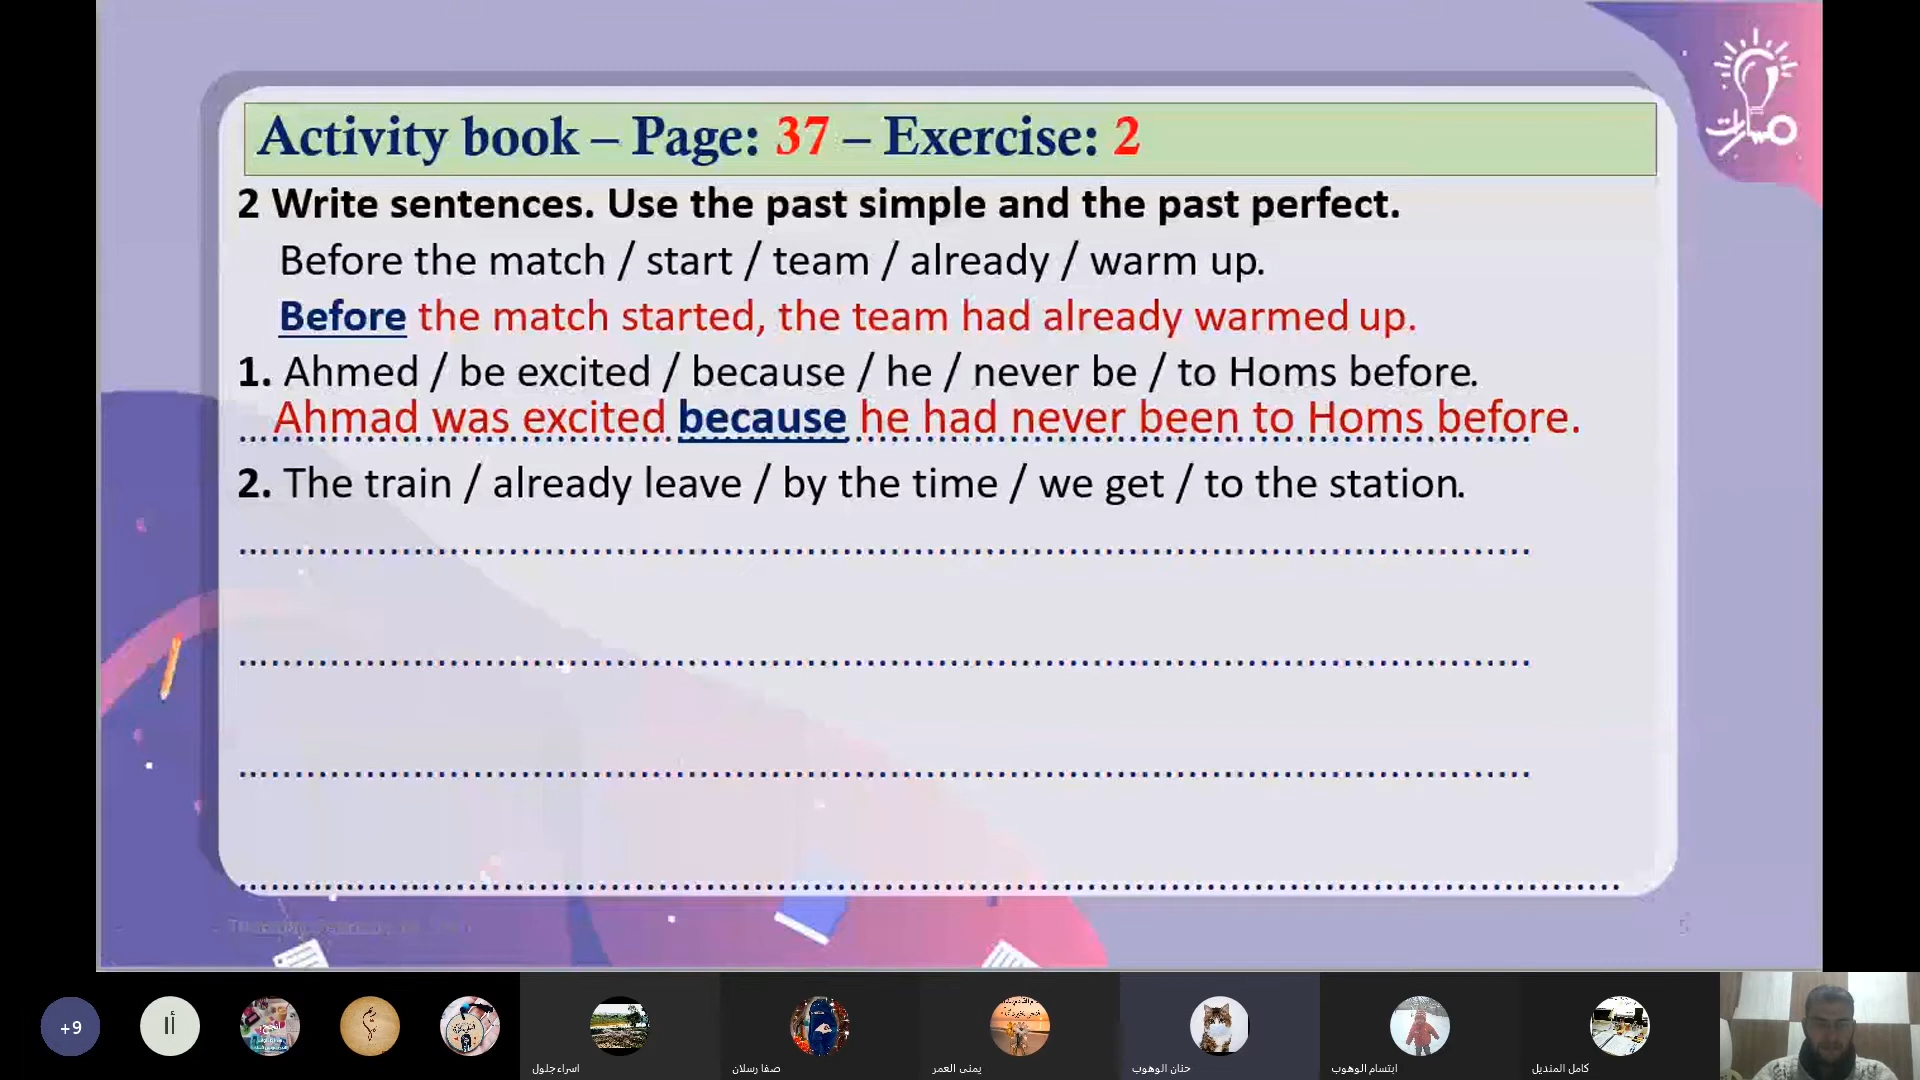 مسارات
Activity book – Page: 37 – Exercise: 2
2 Write sentences. Use the past simple and the past perfect.
Before the match / start / team / already / warm up.
Before the match started, the team had already warmed up.
1. Ahmed / be excited / because / he / never be / to Homs before.
Ahmad was excited because he had never been to Homs before.
2. The train / already leave / by the time / we get / to the station.
5
+9
أأ
اسراء جلول
صفا رسلان
يمنى العمر
حنان الوهوب
ابتسام الوهوب
كامل المنديل